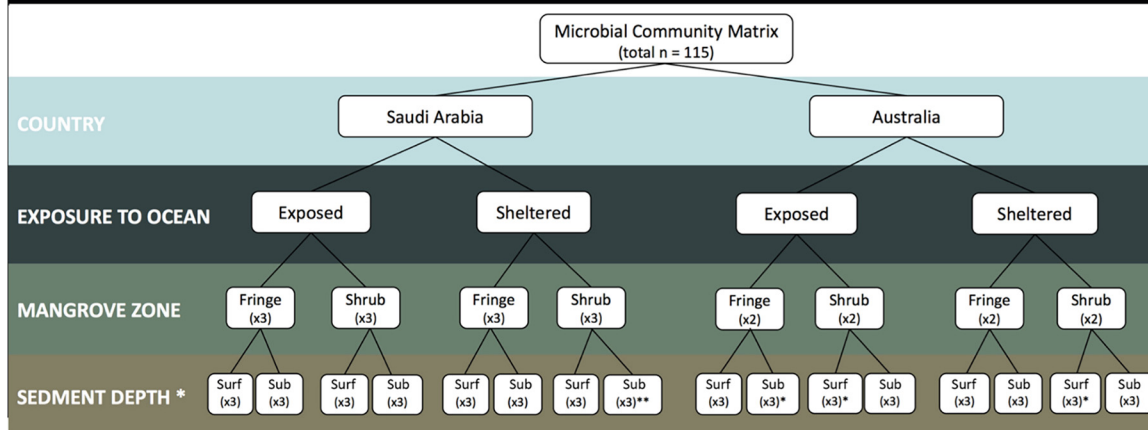 Microbial Community Matrix
(total n = 115)
COUNTRY
Saudi Arabia
Australia
EXPOSURE TO OCEAN
Exposed
Sheltered
Exposed
Sheltered
MANGROVE ZONE
Fringe
(x3)
Shrub
(x3)
Fringe
(x3)
Shrub
(x3)
Fringe
(x2)
Shrub
(x2)
Fringe
(x2)
Shrub
(x2)
SEDIMENT DEPTH *
Surf
(x3)
Sub
(x3)
Surf
(x3)
Sub
(x3)
Surf
(x3)
Sub
(x3)
Surf
(x3)
Sub
(x3)**
Surf
(x3)
Sub
(x3)*
Surf
(x3)*
Sub
(x3)
Surf
(x3)
Sub
(x3)
Surf
(x3)*
Sub
(x3)